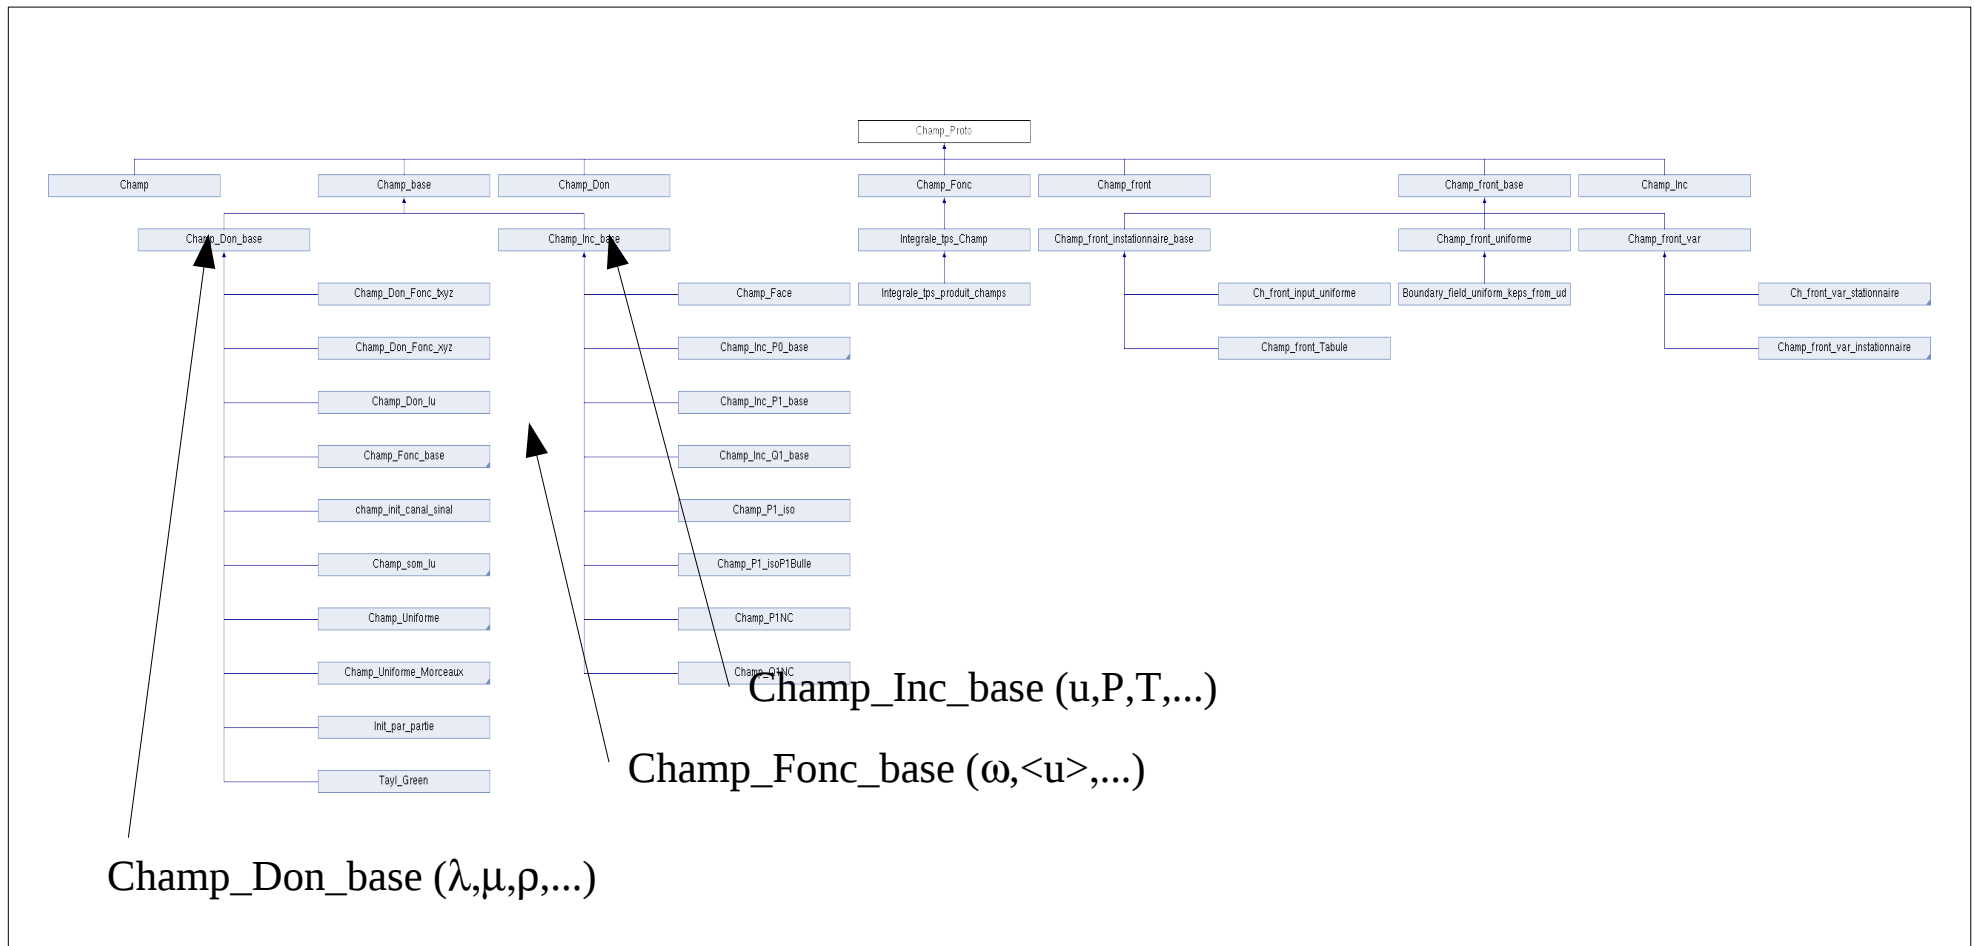 Champ_Proto
Champ
Champ_base
Champ_Don
Champ_Fonc
Champ_front
Champ_front_base
Champ_Inc
Champ_Don_base
Champ_Inc_base
Integrale_tps_Champ
Champ_front_instationnaire_base
Champ_front_uniforme
Champ_front_var
Champ_Don_Fonc_txyz
Champ_Face
Integrale_tps_produit_champs
Ch_front_input_uniforme
Boundary_field_uniform_keps_from_ud
Ch_front_var_stationnaire
Champ_Don_Fonc_xyz
Champ_Inc_P0_base
Champ_front_Tabule
Champ_front_var_instationnaire
Champ_Don_lu
Champ_Inc_P1_base
Champ_Fonc_base
Champ_Inc_Q1_base
champ_init_canal_sinal
Champ_P1_iso
Champ_som_lu
Champ_P1_isoP1Bulle
Champ_Uniforme
Champ_P1NC
Champ_Uniforme_Morceaux
Champ_Q1NC
Champ_Inc_base (u,P,T,...)
Init_par_partie
Champ_Fonc_base (ω,<u>,...)
Tayl_Green
Champ_Don_base (λ,μ,ρ,...)